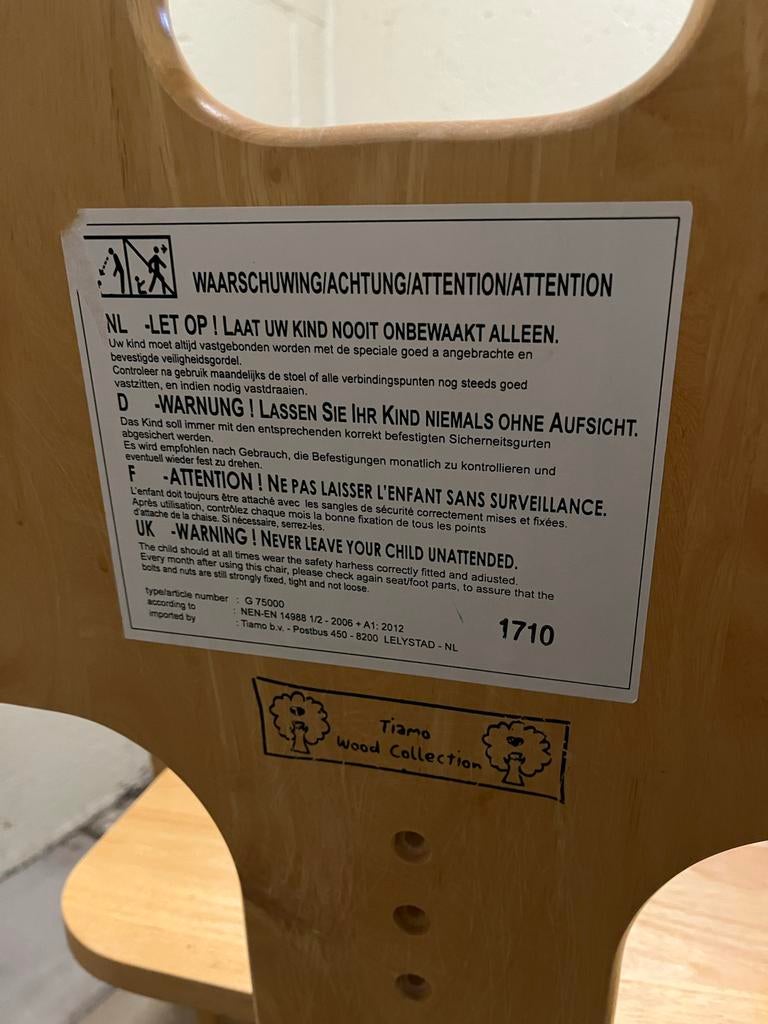 WAARSCHUWING/ACHTUNG/ATTENTION/ATTENTION
NL -LET OP ! LAAT UW KIND NOOIT ONBEWAAKT ALLEEN.
Uw kind moet altijd vastgebonden worden met de speciale goed a angebrachte en
bevestigde veiligheidsgordel.
Controleer na gebruik maandelijks de stoel of alle verbindingspunten nog steeds goed
vastzitten, en indien nodig vastdraaien.
D -WARNUNG ! LASSEN SIE IHR KIND NIEMALS OHNE AUFSICHT.
Das Kind soll immer mit den entsprechenden korrekt befestigten Sicherneitsgurten
abgesichert werden.
Es wird empfohlen nach Gebrauch, die Befestigungen monatlich zu kontrollieren und
eventuell wieder fest zu drehen.
F -ATTENTION ! NE PAS LAISSER L'ENFANT SANS SURVEILLANCE.
L'enfant doit toujours être attaché avec les sangles de sécurité correctement mises et fixées.
Après utilisation, contrôlez chaque mois la bonne fixation de tous les points
d'attache de la chaise. Si nécessaire, serrez-les.
UK -WARNING ! NEVER LEAVE YOUR CHILD UNATTENDED.
The child should at all times wear the safety harhess correctly fitted and adiusted.
Every month after using this chair, please check again seat/foot parts, to assure that the
bolts and nuts are still strongly fixed, tight and not loose.
type/article number : G 75000
according to : NEN-EN 14988 1/2 - 2006 + A1: 2012
imported by : Tiamo b.v. - Postbus 450 - 8200 LELYSTAD - NL
1710
Tiamo
Wood Collection